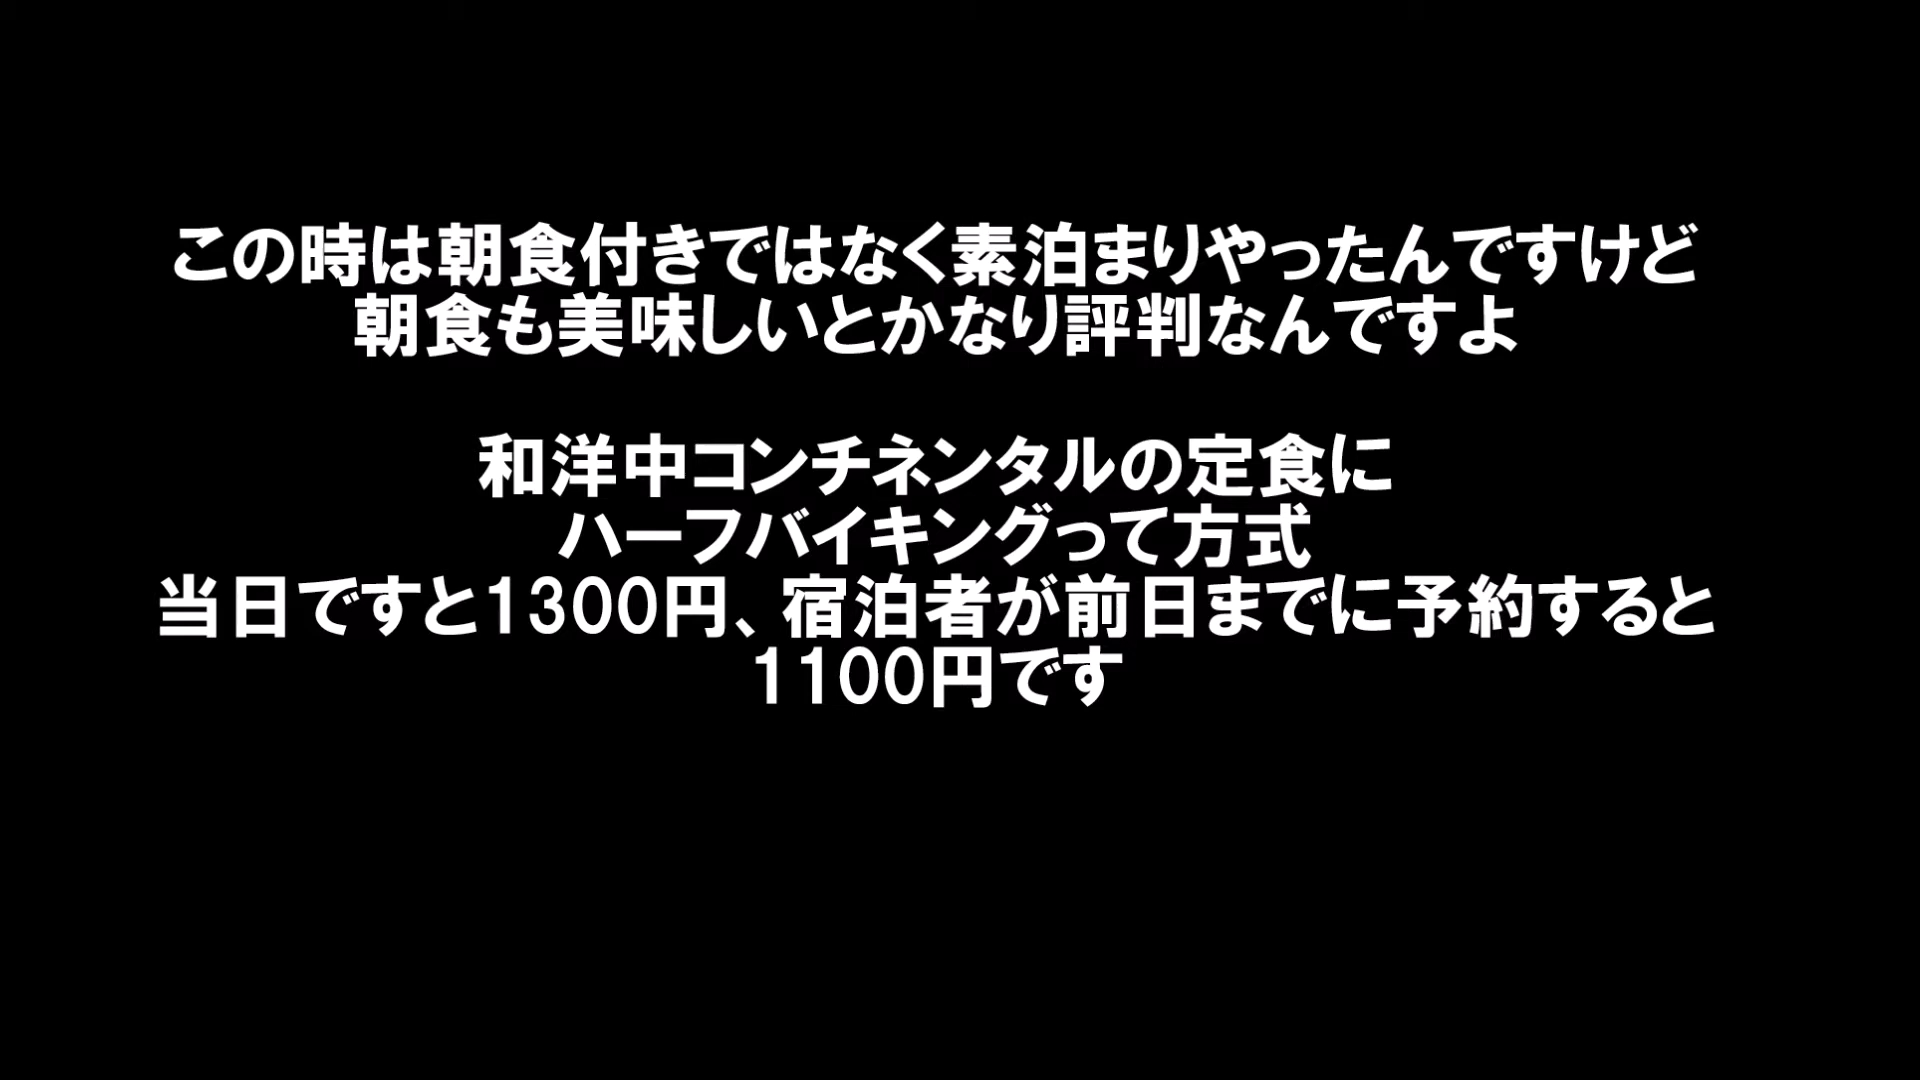 この時は朝食付きではなく素泊まりやったんですけど
朝食も美味しいとかなり評判なんですよ
和洋中コンチネンタルの定食に
ハーフバイキングって方式
当日ですと1300円、宿泊者が前日までに予約すると
1100円です